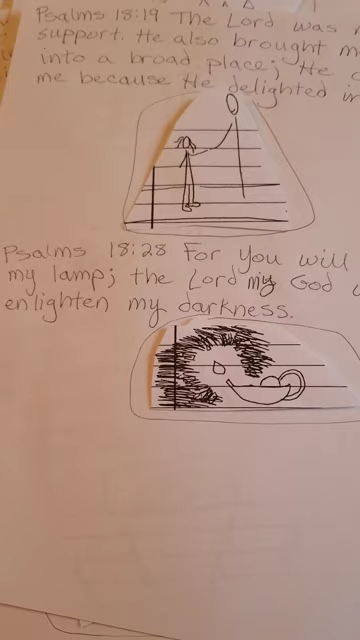 Psalms 18:19 The Lord was
support. He also brought
into a broad place; He
me because He delighted
Psalms 18:28 For You will
my lamp; the Lord my God
enlighten my darkness.